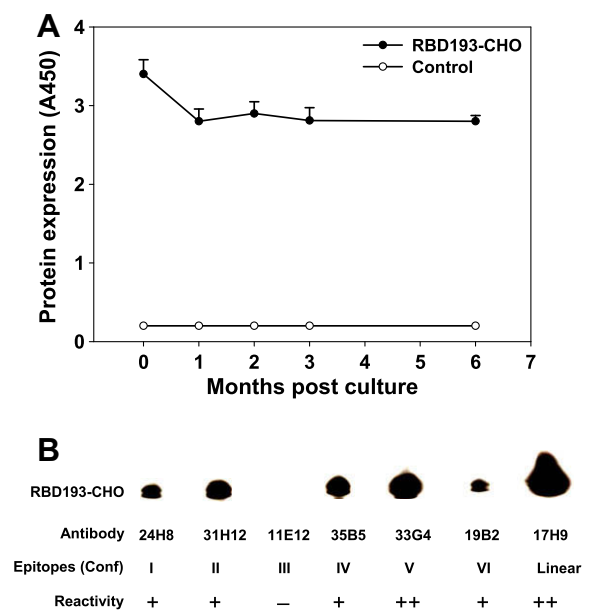 A
4
3
2
1
0
Protein expression (A450)
RBD193-CHO
Control
0 1 2 3 4 5 6 7
Months post culture
B
RBD193-CHO
Antibody 24H8 31H12 11E12 35B5 33G4 19B2 17H9
Epitopes (Conf) I II III IV V VI Linear
Reactivity + + − + ++ + ++